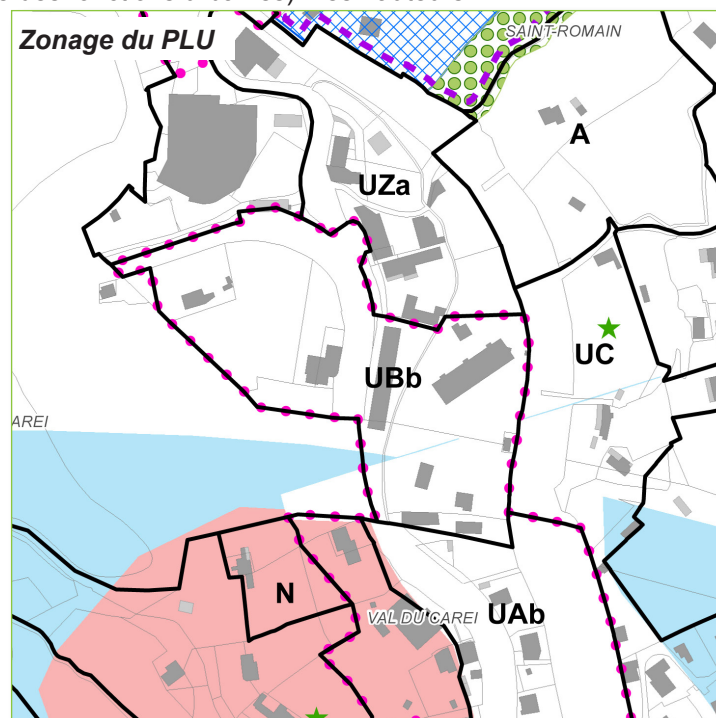 Zonage du PLU
SAINT-ROMAIN
A
UZa
UC
UBb
AREI
N
VAL DU CAREI
UAb